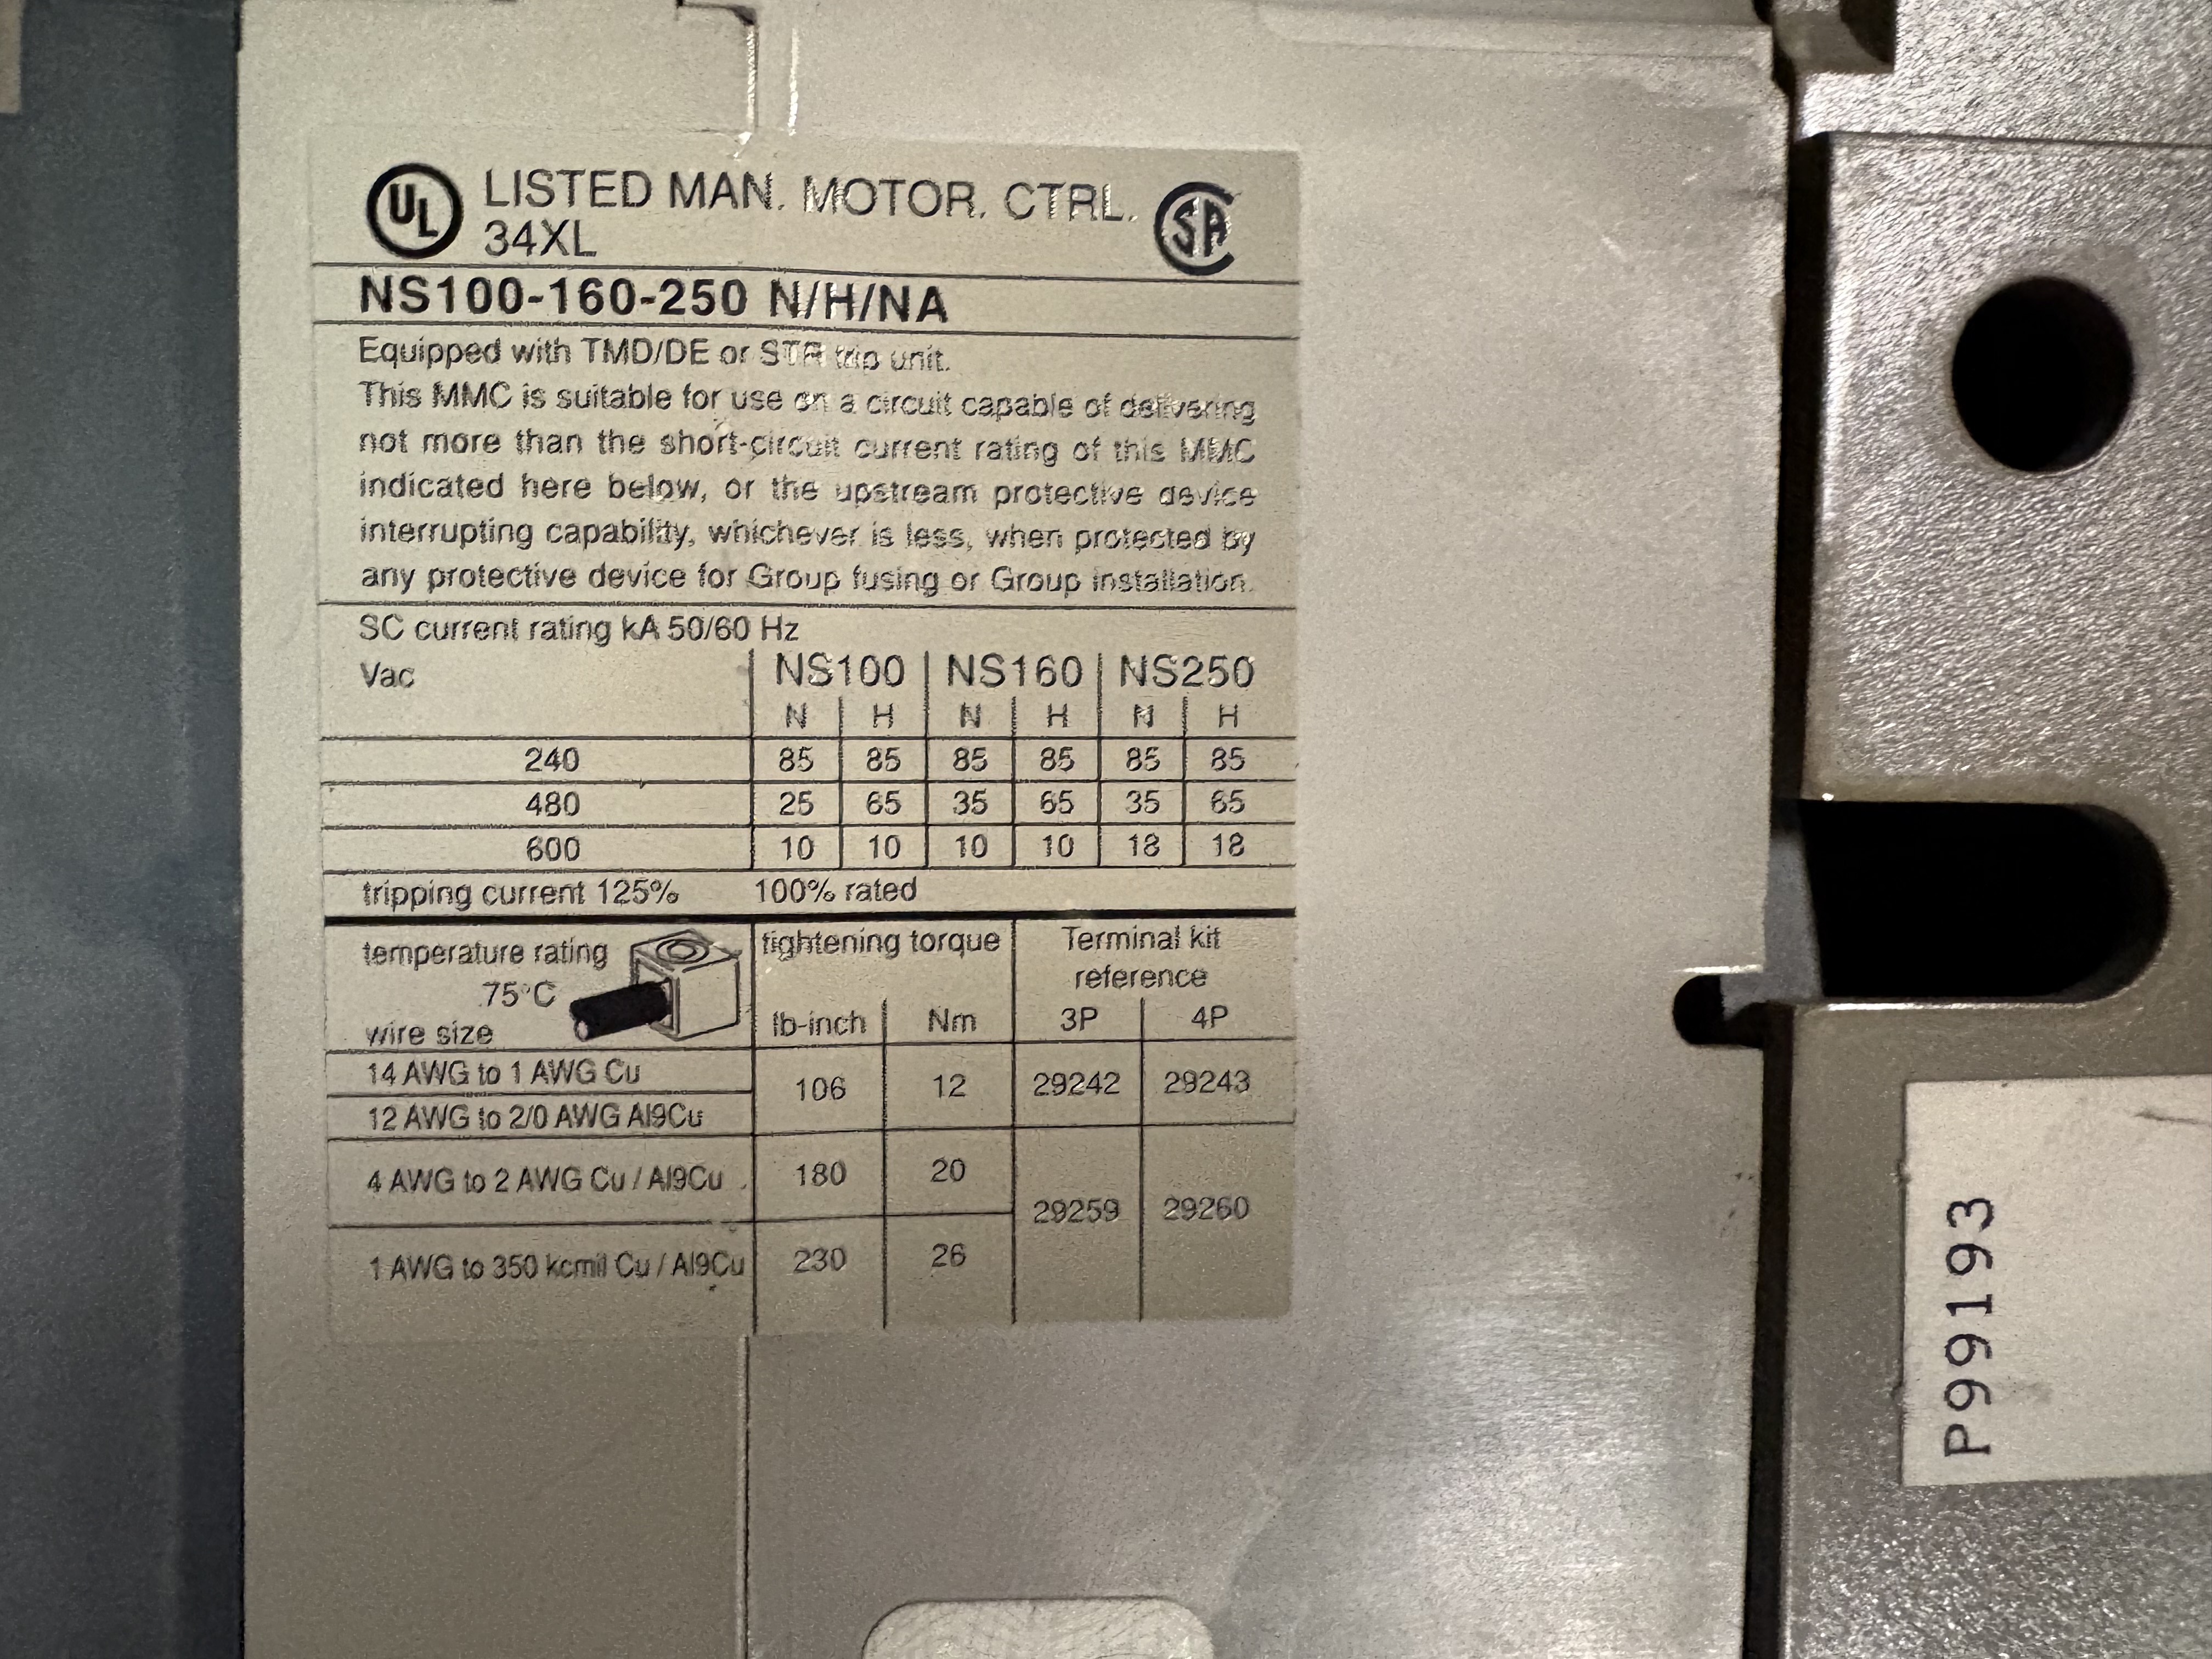 UL LISTED MAN. MOTOR. CTRL. SA
34XL
NS100-160-250 N/H/NA
Equipped with TMD/DE or STR trip unit.
This MMC is suitable for use on a circuit capable of delivering
not more than the short-circuit current rating of this MMC
indicated here below, or the upstream protective device
interrupting capability, whichever is less, when protected by
any protective device for Group fusing or Group installation.
SC current rating kA 50/60 Hz
Vac NS100 NS160 NS250
N H N H N H
240 85 85 85 85 85 85
480 25 65 35 65 35 65
600 10 10 10 10 18 18
tripping current 125% 100% rated
temperature rating tightening torque Terminal kit
75°C reference
wire size lb-inch Nm 3P 4P
14 AWG to 1 AWG Cu
106 12 29242 29243
12 AWG to 2/0 AWG Al9Cu
4 AWG to 2 AWG Cu / Al9Cu 180 20
29259 29260
1 AWG to 350 kcmil Cu / Al9Cu 230 26
P99193